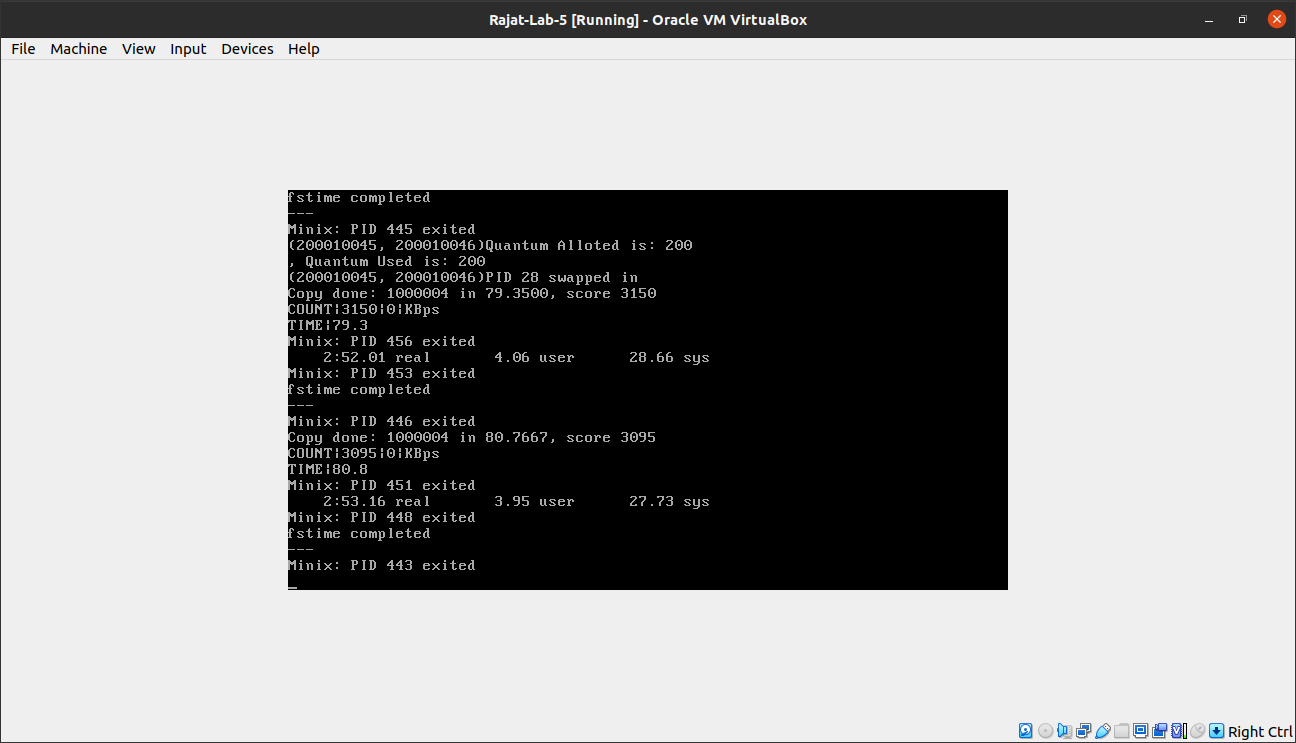 Rajat-Lab-5 [Running] - Oracle VM VirtualBox
File Machine View Input Devices Help
fstime completed
---
Minix: PID 445 exited
(200010045, 200010046)Quantum Alloted is: 200
, Quantum Used is: 200
(200010045, 200010046)PID 28 swapped in
Copy done: 1000004 in 79.3500, score 3150
COUNT|3150|0|KBps
TIME|79.3
Minix: PID 456 exited
2:52.01 real 4.06 user 28.66 sys
Minix: PID 453 exited
fstime completed
---
Minix: PID 446 exited
Copy done: 1000004 in 80.7667, score 3095
COUNT|3095|0|KBps
TIME|80.8
Minix: PID 451 exited
2:53.16 real 3.95 user 27.73 sys
Minix: PID 448 exited
fstime completed
---
Minix: PID 443 exited
_
Right Ctrl